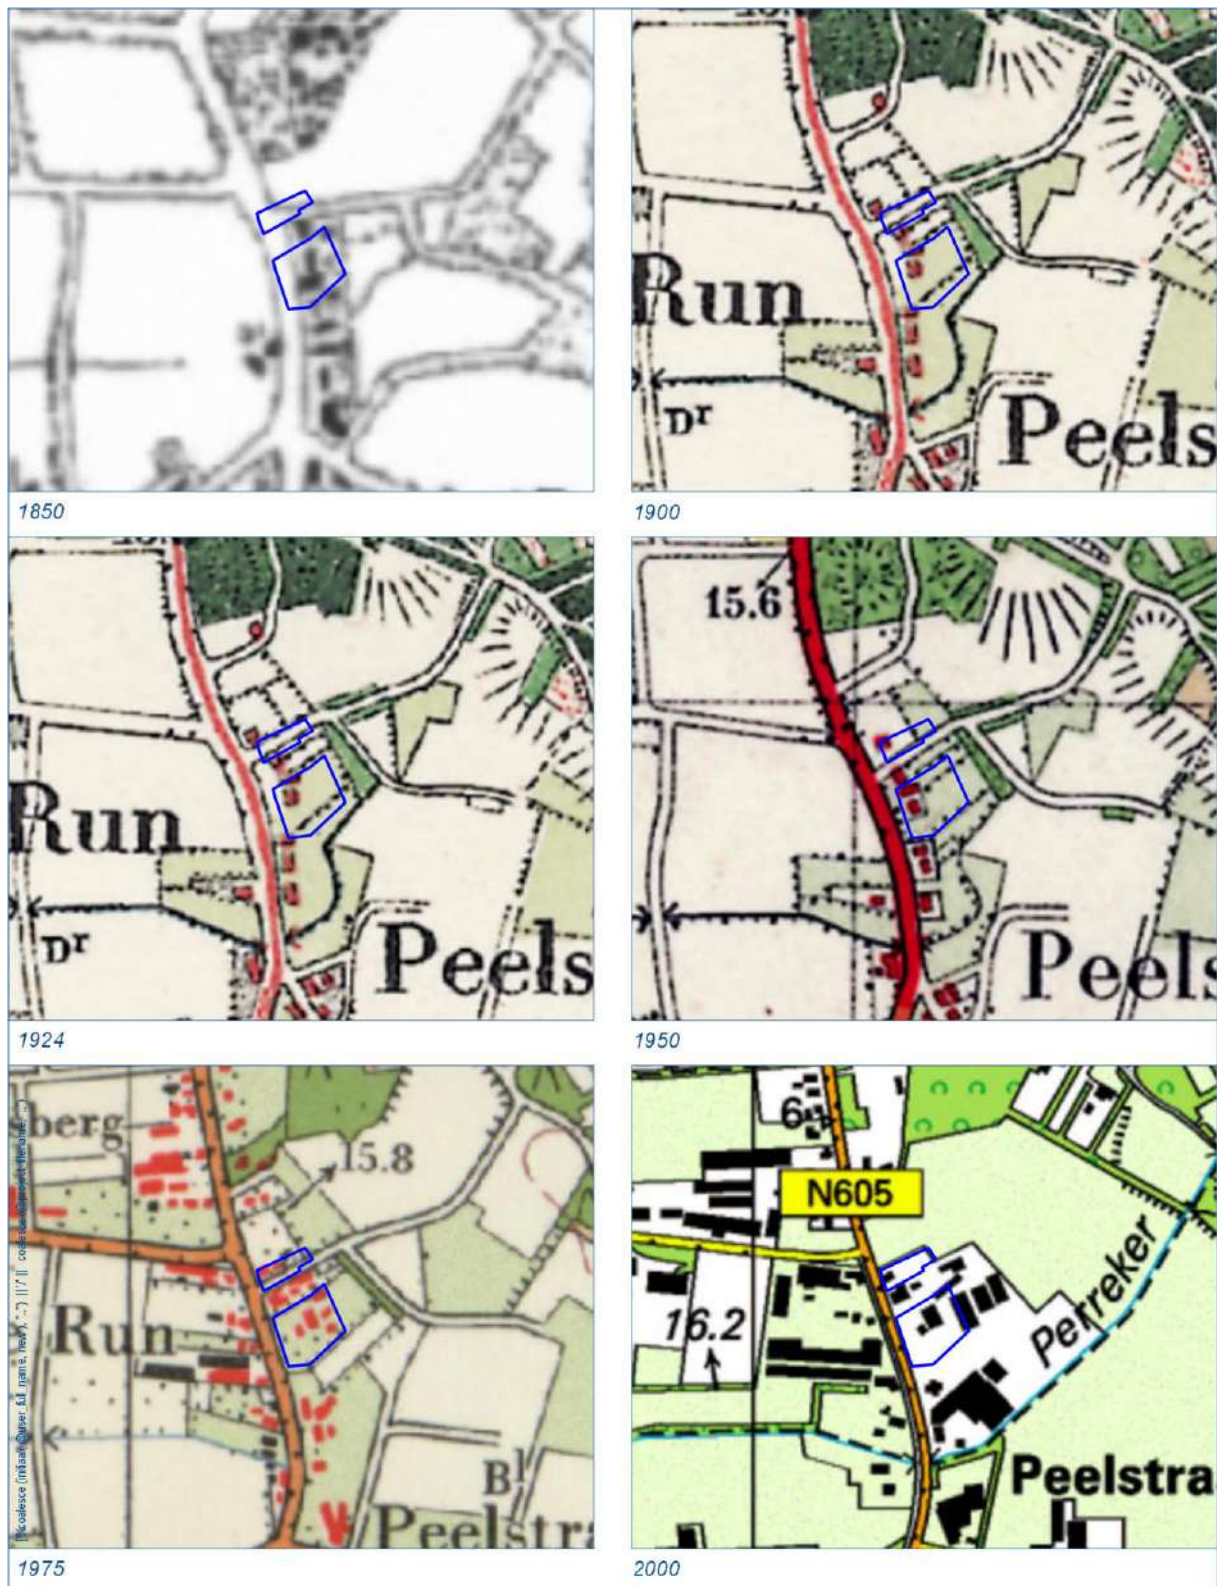 1850
Run
Dr
Peels
1900
Run
Dr
Peels
1924
15.6
Peels
1950
berg
15.8
Run
Bl
Peelstra
1975
6
N605
16.2
Perreker
Peelstra
2000